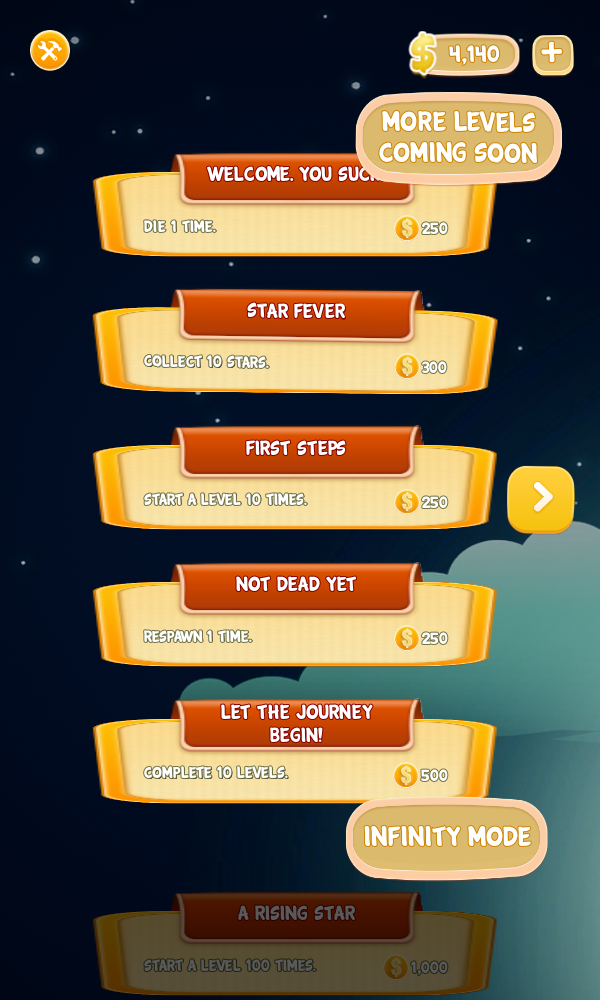 4,140
MORE LEVELS
COMING SOON
WELCOME. YOU
DIE 1 TIME.
250
STAR FEVER
COLLECT 10 STARS.
300
FIRST STEPS
START A LEVEL 10 TIMES.
250
NOT DEAD YET
RESPAWN 1 TIME.
250
LET THE JOURNEY
BEGIN!
COMPLETE 10 LEVELS.
500
INFINITY MODE
A RISING STAR
START A LEVEL 100 TIMES.
1,000